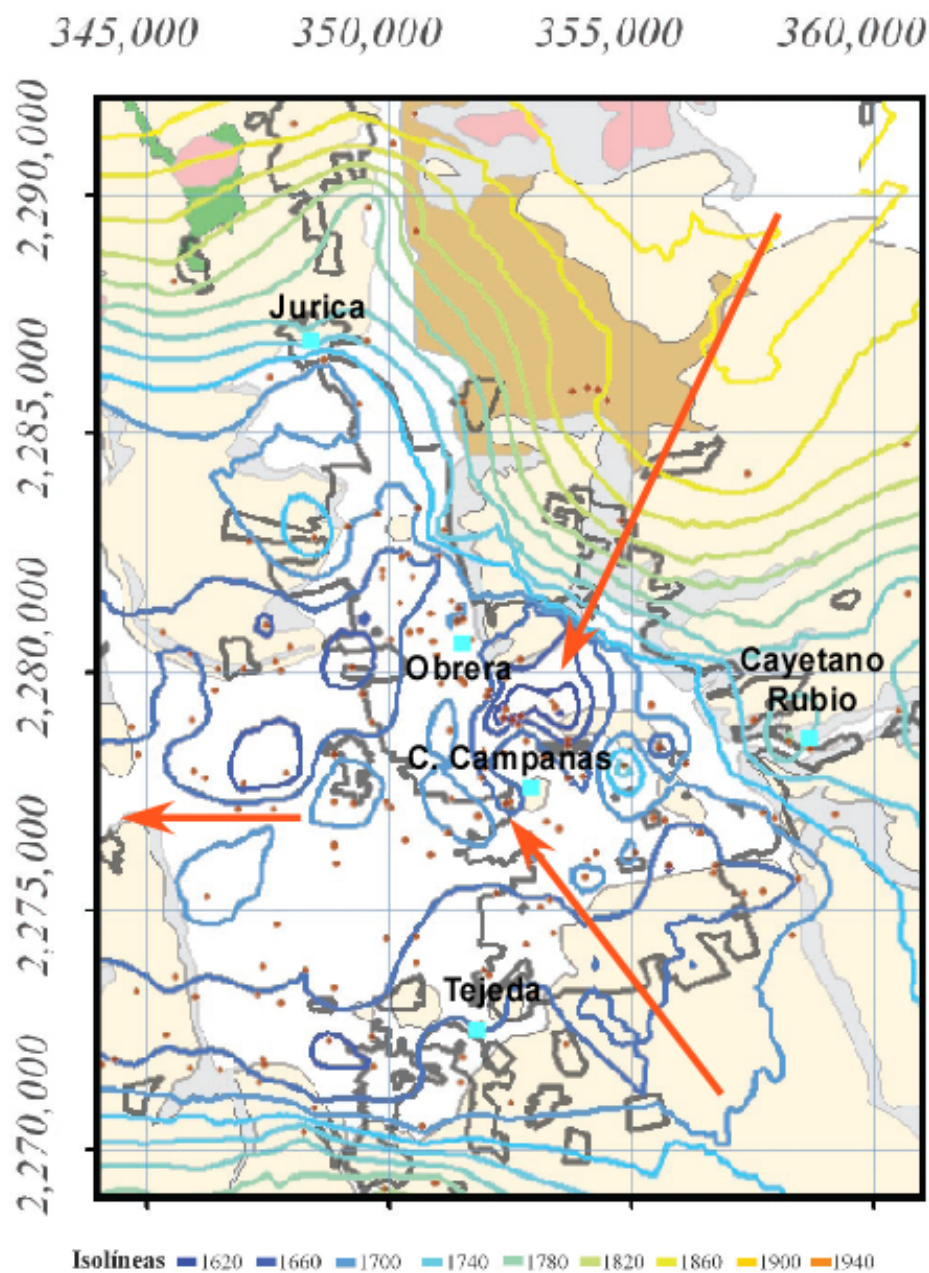 345,000 350,000 355,000 360,000
2,290,000
2,285,000
2,280,000
2,275,000
2,270,000
Jurica
Obrera
Cayetano
Rubio
C. Campanas
Tejeda
Isolíneas 1620 1660 1700 1740 1780 1820 1860 1900 1940